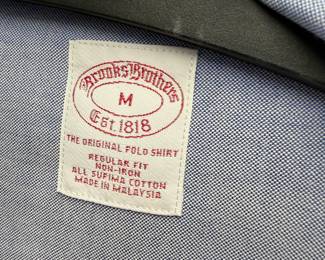 Brooks Brothers
M
Est. 1818
THE ORIGINAL POLO SHIRT
REGULAR FIT
NON-IRON
ALL SUPIMA COTTON
MADE IN MALAYSIA